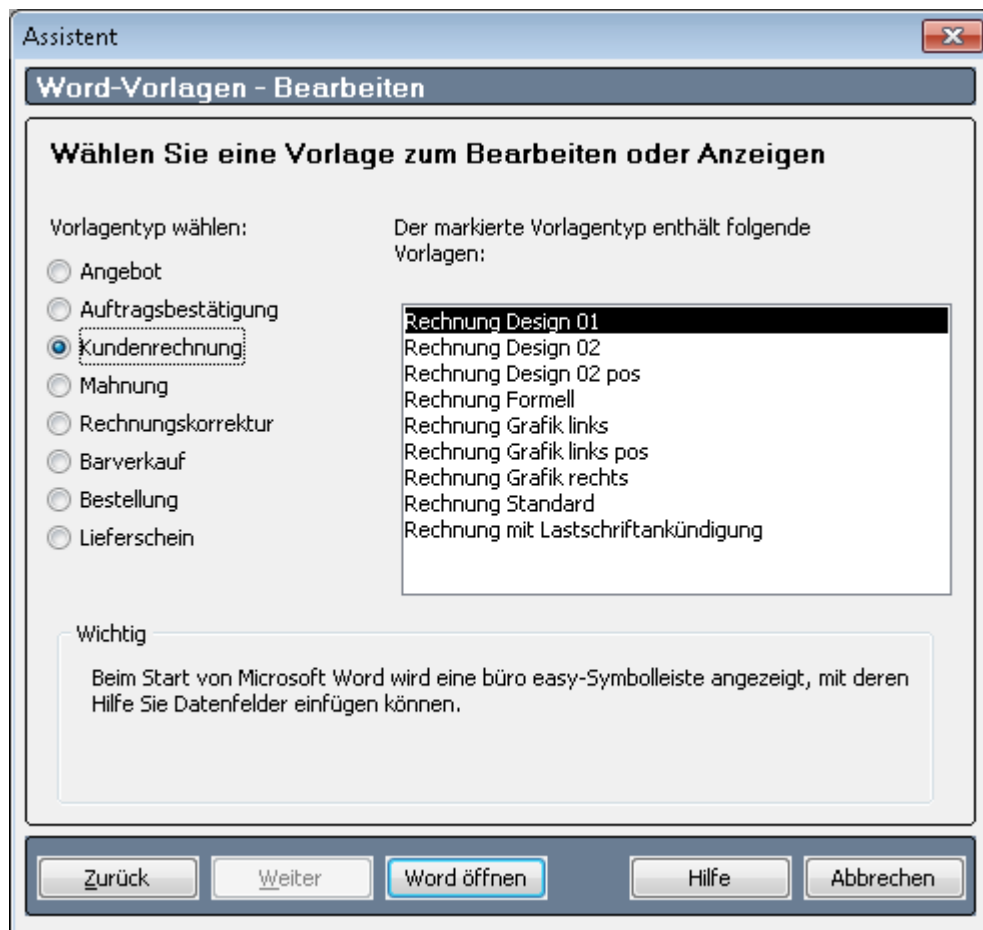 Assistent
Word-Vorlagen - Bearbeiten
Wählen Sie eine Vorlage zum Bearbeiten oder Anzeigen
Vorlagentyp wählen:
Angebot
Auftragsbestätigung
Kundenrechnung
Mahnung
Rechnungskorrektur
Barverkauf
Bestellung
Lieferschein
Der markierte Vorlagentyp enthält folgende
Vorlagen:
Rechnung Design 01
Rechnung Design 02
Rechnung Design 02 pos
Rechnung Formell
Rechnung Grafik links
Rechnung Grafik links pos
Rechnung Grafik rechts
Rechnung Standard
Rechnung mit Lastschriftankündigung
Wichtig
Beim Start von Microsoft Word wird eine büro easy-Symbolleiste angezeigt, mit deren
Hilfe Sie Datenfelder einfügen können.
Zurück
Weiter
Word öffnen
Hilfe
Abbrechen